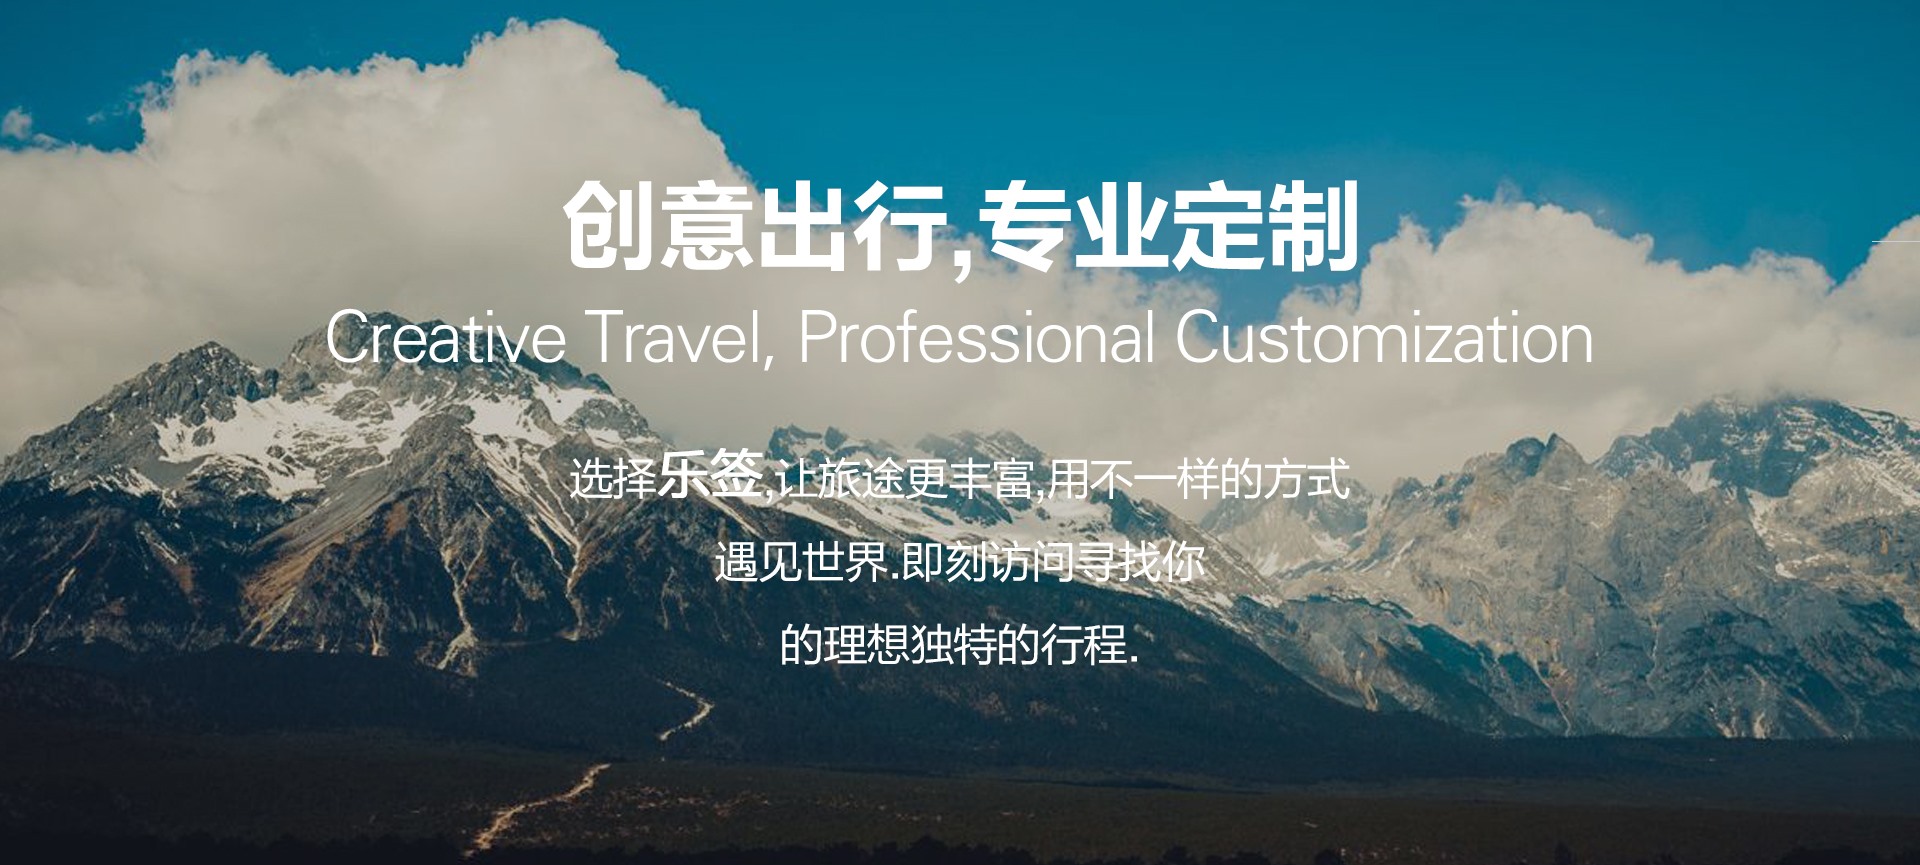 创意出行,专业定制
Creative Travel, Professional Customization
选择乐签,让旅途更丰富,用不一样的方式
遇见世界.即刻访问寻找你
的理想独特的行程.